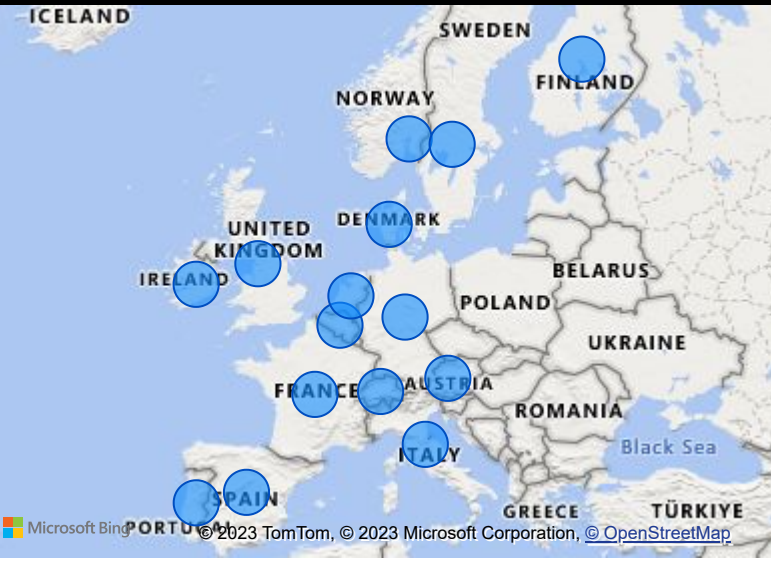 ICELAND
SWEDEN
FINLAND
NORWAY
DENMARK
UNITED
KINGDOM
IRELAND
BELARUS
POLAND
UKRAINE
FRANCE
AUSTRIA
ROMANIA
Black Sea
ITALY
SPAIN
GREECE
TÜRKIYE
PORTUGAL
Microsoft Bing
© 2023 TomTom, © 2023 Microsoft Corporation, © OpenStreetMap